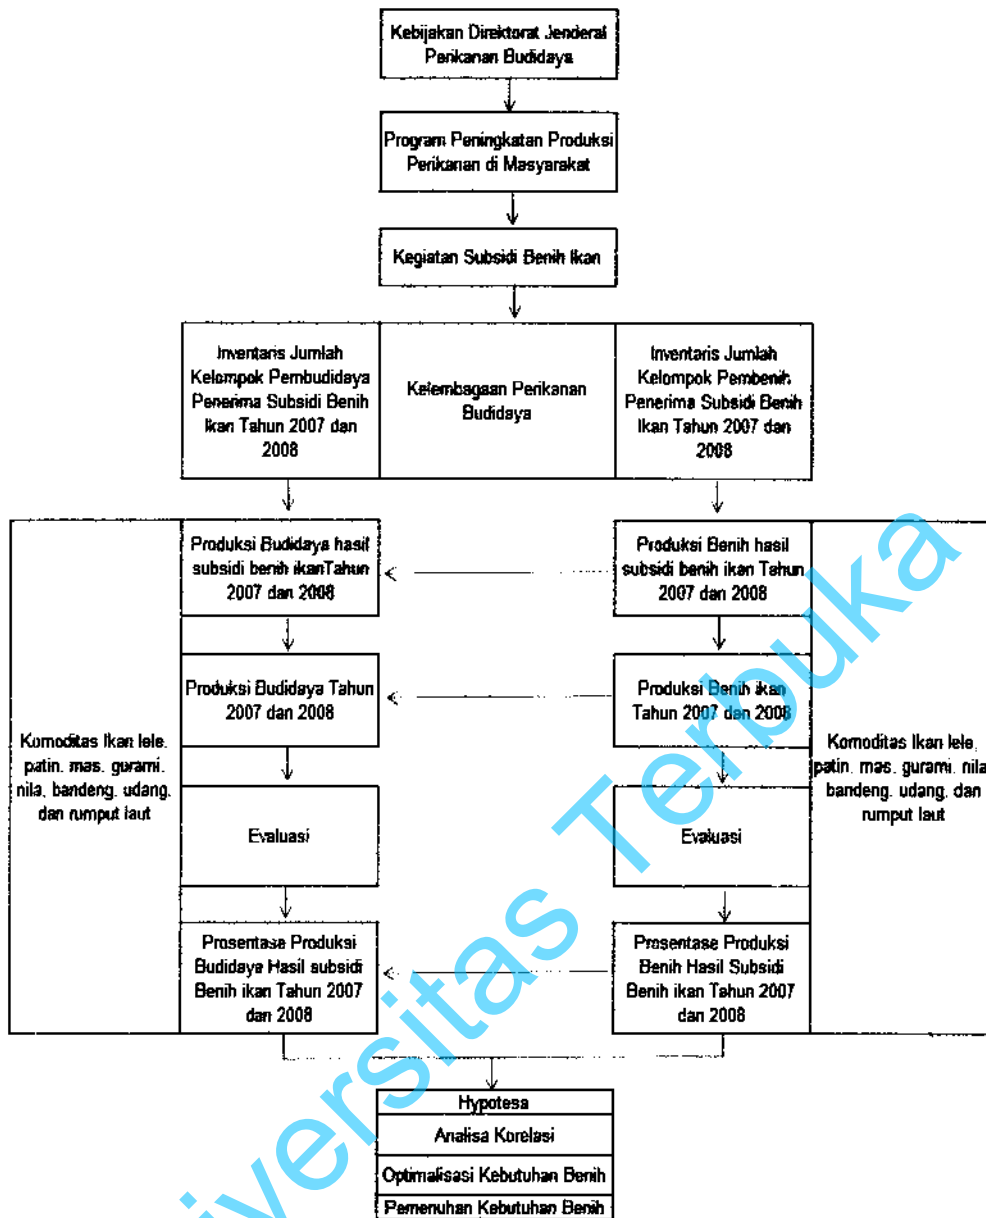 Kebijakan Direktorat Jenderal
Perikanan Budidaya
Program Peningkatan Produksi
Perikanan di Masyarakat
Kegiatan Subsidi Benih Ikan
Inventaris Jumlah
Kelompok Pembudidaya
Penerima Subsidi Benih
Ikan Tahun 2007 dan
2008
Kelembagaan Perikanan
Budidaya
Inventaris Jumlah
Kelompok Pembenih
Penerima Subsidi Benih
Ikan Tahun 2007 dan
2008
Produksi Budidaya hasil
subsidi benih ikanTahun
2007 dan 2008
Produksi Benih hasil
subsidi benih ikan Tahun
2007 dan 2008
Produksi Budidaya Tahun
2007 dan 2008
Produksi Benih ikan
Tahun 2007 dan 2008
Komoditas Ikan lele,
patin, mas, gurami,
nila, bandeng, udang,
dan rumput laut
Evaluasi
Evaluasi
Komoditas Ikan lele,
patin, mas, gurami, nila,
bandeng, udang, dan
rumput laut
Prosentase Produksi
Budidaya Hasil subsidi
Benih ikan Tahun 2007
dan 2008
Prosentase Produksi
Benih Hasil Subsidi
Benih ikan Tahun 2007
dan 2008
Hypotesa
Analisa Korelasi
Optimalisasi Kebutuhan Benih
Pemenuhan Kebutuhan Benih
versitas Terbuka